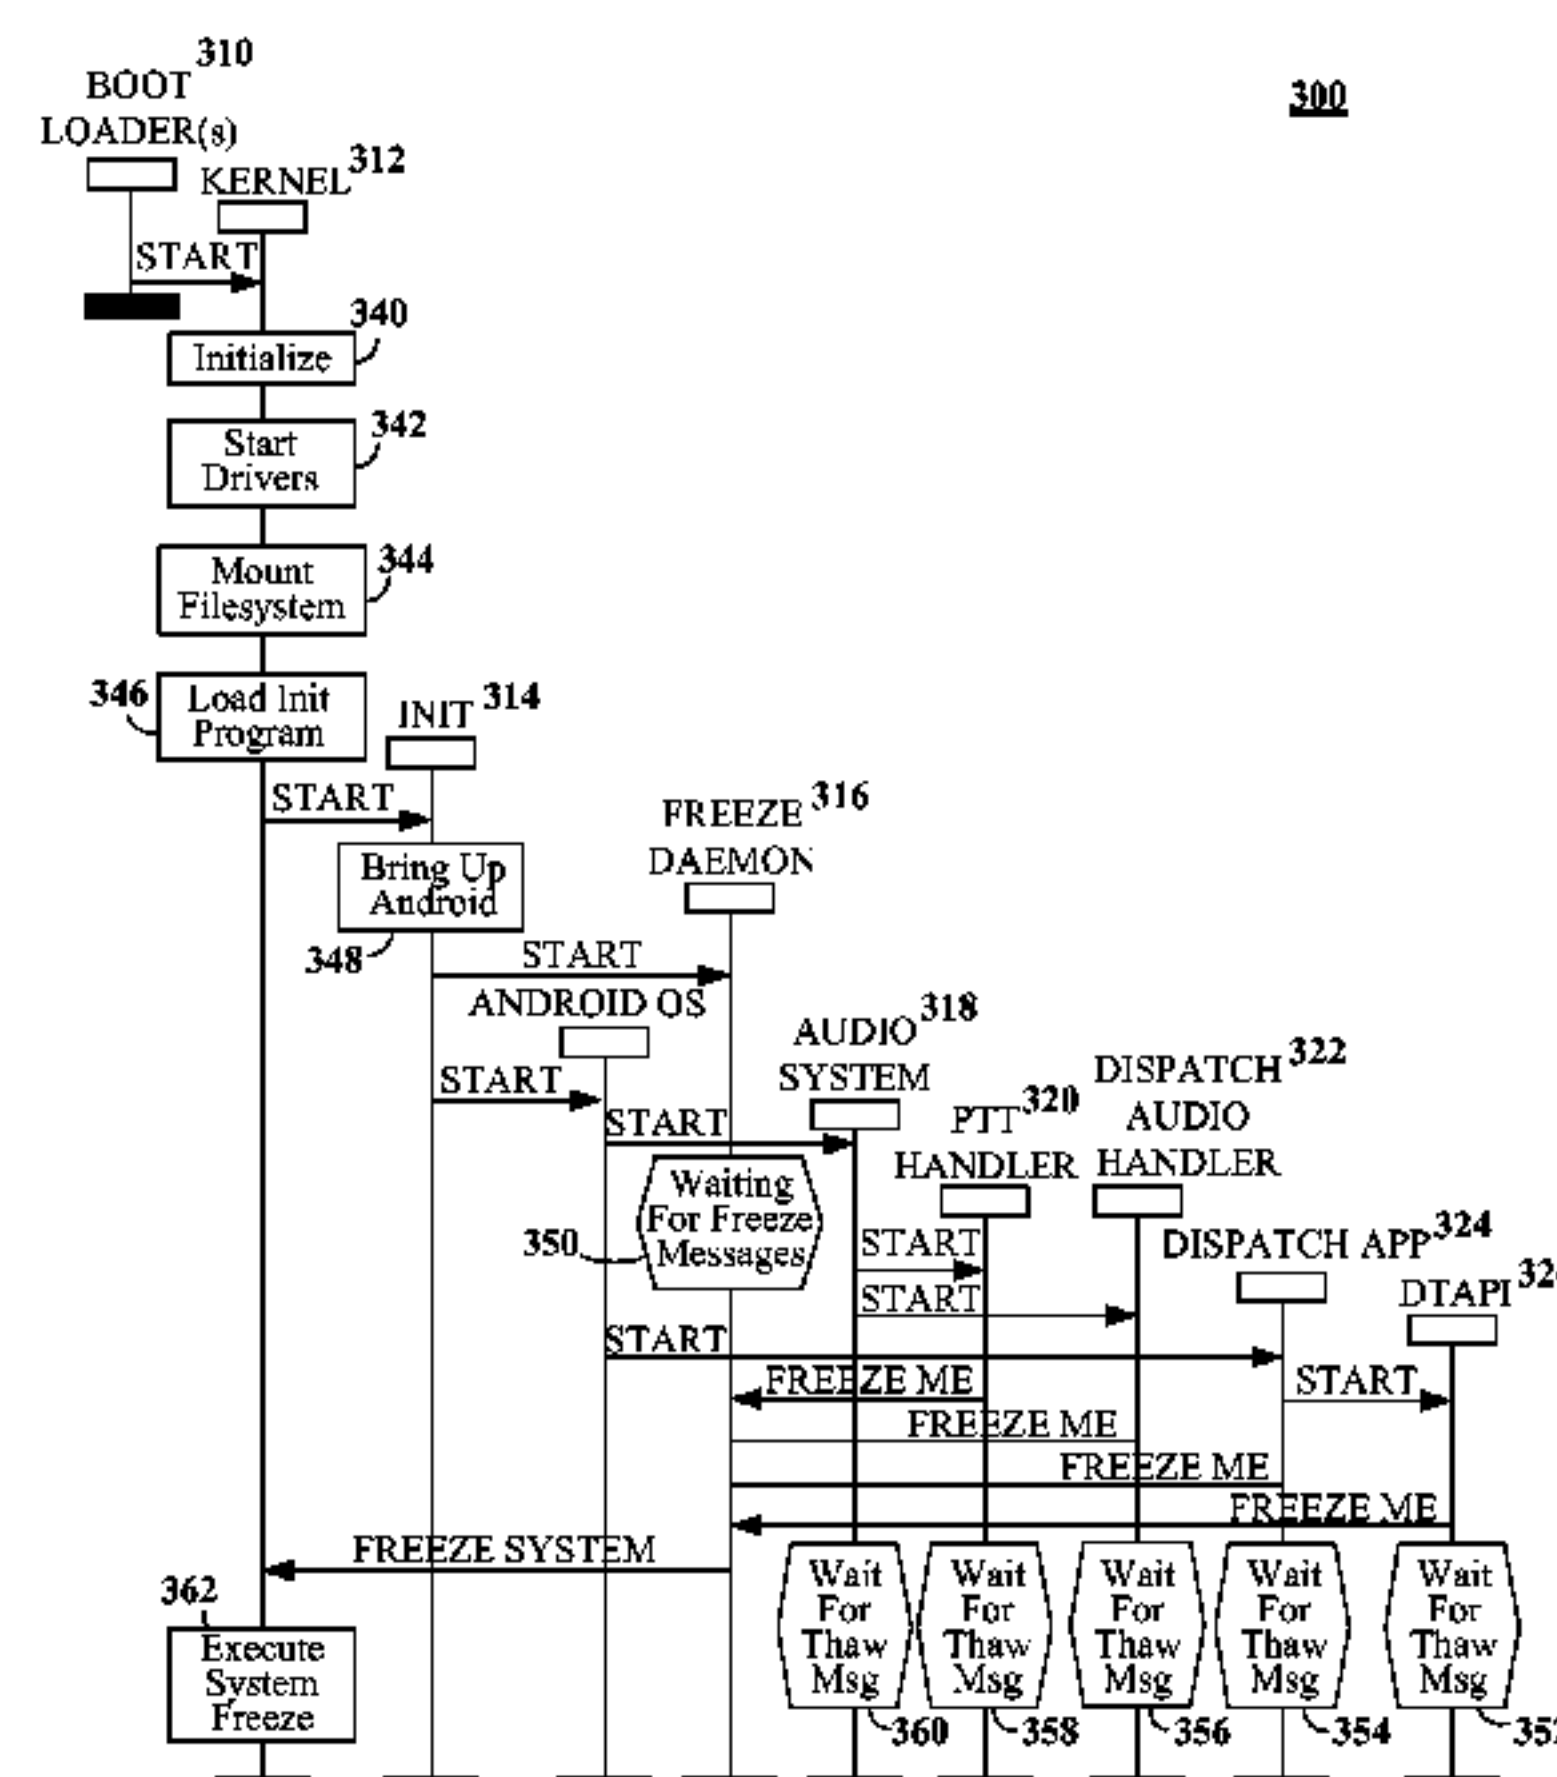 310
BOOT
LOADER(s)
300
KERNEL 312
START
340
Initialize
342
Start
Drivers
344
Mount
Filesystem
346
Load Init
Program
INIT 314
START
FREEZE 316
DAEMON
Bring Up
Android
348
START
ANDROID OS
AUDIO 318
SYSTEM
START
DISPATCH 322
AUDIO
HANDLER
PTT 320
HANDLER
START
Waiting
For Freeze
Messages
350
START
DISPATCH APP 324
START
DTAPI
START
START
FREEZE ME
FREEZE ME
FREEZE ME
FREEZE ME
FREEZE SYSTEM
362
Execute
System
Freeze
Wait
For
Thaw
Msg
360
Wait
For
Thaw
Msg
358
Wait
For
Thaw
Msg
356
Wait
For
Thaw
Msg
354
Wait
For
Thaw
Msg